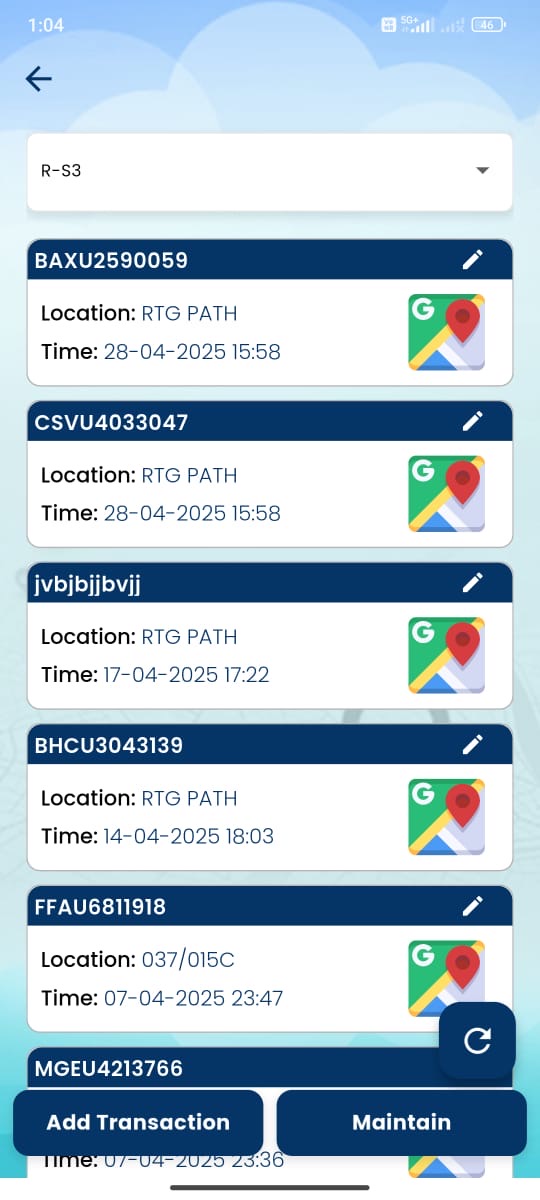 1:04
5G+
46
R-S3
BAXU2590059
Location: RTG PATH
Time: 28-04-2025 15:58
G
CSVU4033047
Location: RTG PATH
Time: 28-04-2025 15:58
G
jvbjbjjbvjj
Location: RTG PATH
Time: 17-04-2025 17:22
G
BHCU3043139
Location: RTG PATH
Time: 14-04-2025 18:03
G
FFAU6811918
Location: 037/015C
Time: 07-04-2025 23:47
G
MGEU4213766
Add Transaction
Maintain
Time: 07-04-2025 23:36